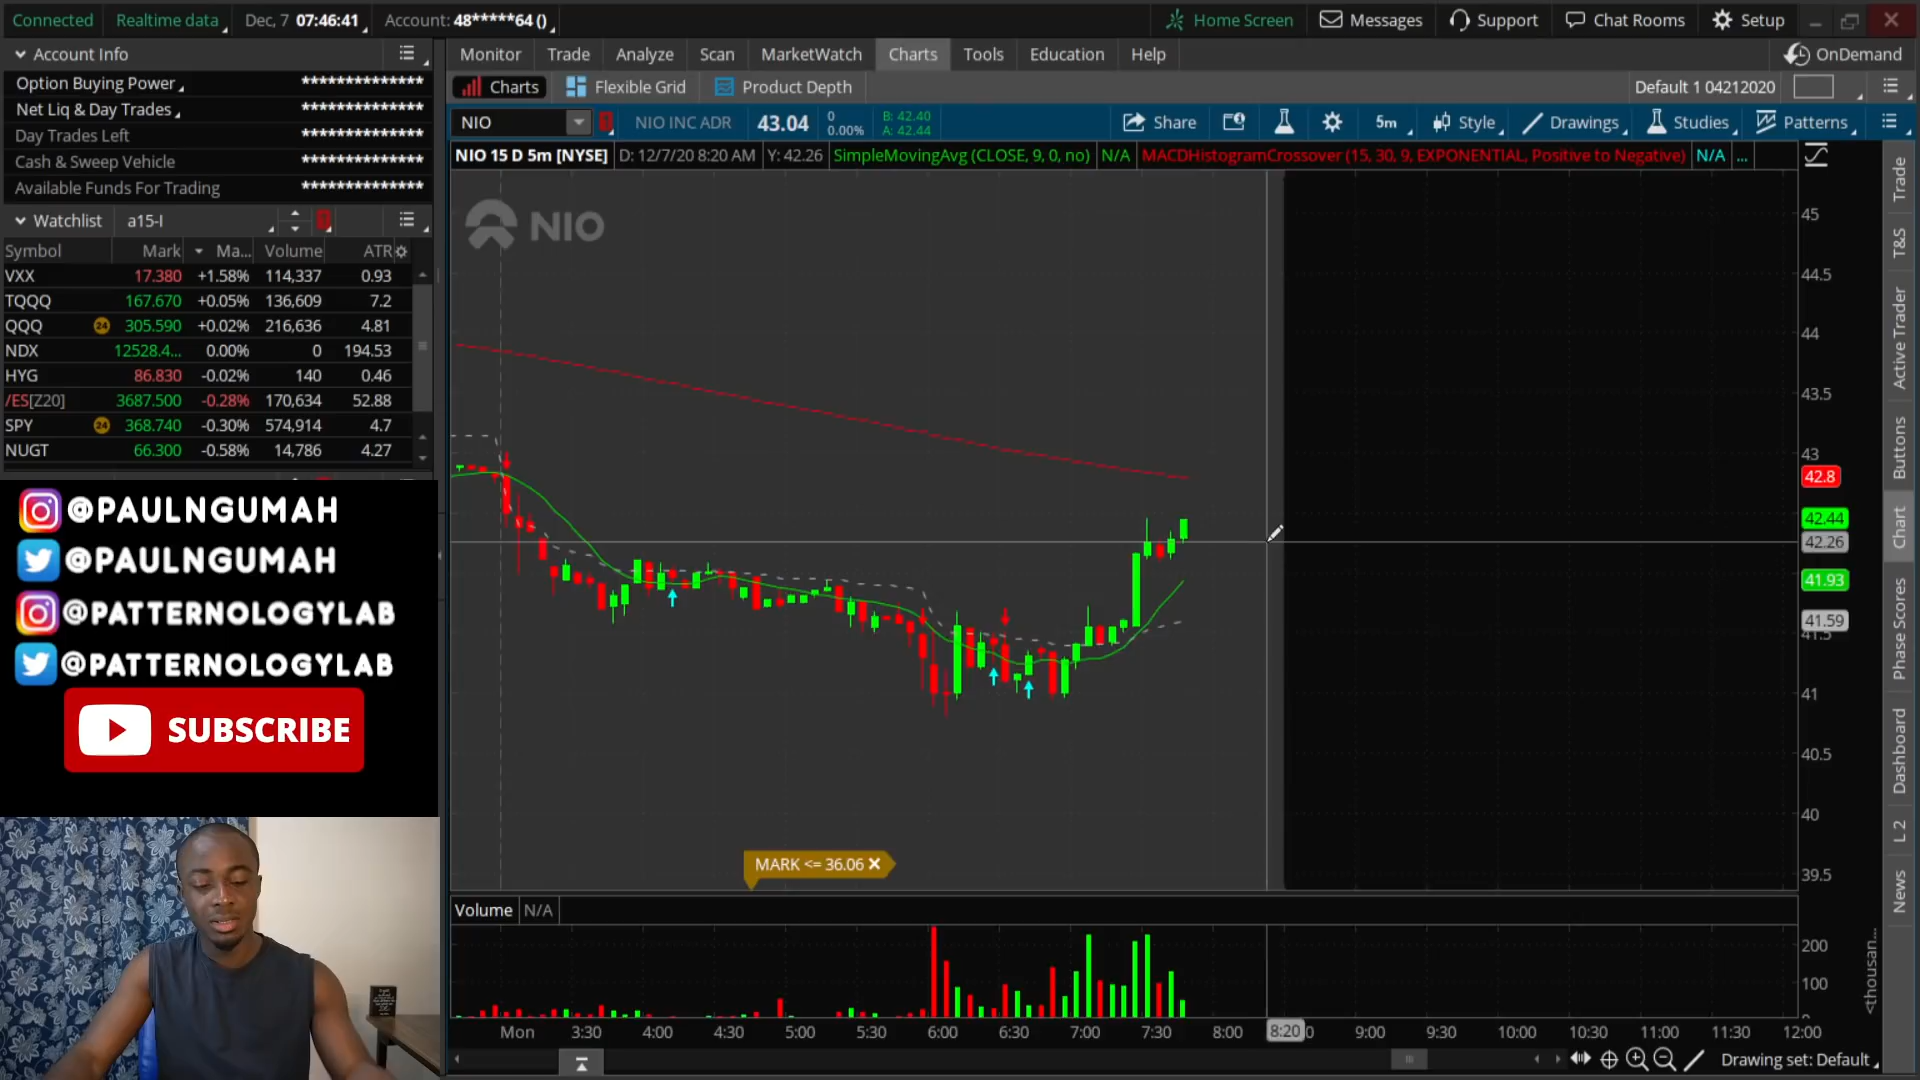 Connected Realtime data Dec, 7 07:46:41 Account: 48*****64 () Home Screen Messages Support Chat Rooms Setup
Account Info
Monitor Trade Analyze Scan MarketWatch Charts Tools Education Help OnDemand
Option Buying Power **************
Net Liq & Day Trades **************
Day Trades Left **************
Cash & Sweep Vehicle **************
Available Funds For Trading **************
Charts Flexible Grid Product Depth Default 1 04212020
NIO NIO INC ADR 43.04 0 0.00% B: 42.40 A: 42.44 Share 5m Style Drawings Studies Patterns
NIO 15 D 5m [NYSE] D: 12/7/20 8:20 AM Y: 42.26 SimpleMovingAvg (CLOSE, 9, 0, no) N/A MACDHistogramCrossover (15, 30, 9, EXPONENTIAL, Positive to Negative) N/A ...
Watchlist a15-I
Symbol Mark Ma... Volume ATR
VXX 17.380 +1.58% 114,337 0.93
TQQQ 167.670 +0.05% 136,609 7.2
QQQ 24 305.590 +0.02% 216,636 4.81
NDX 12528.4... 0.00% 0 194.53
HYG 86.830 -0.02% 140 0.46
/ES[Z20] 3687.500 -0.28% 170,634 52.88
SPY 24 368.740 -0.30% 574,914 4.7
NUGT 66.300 -0.58% 14,786 4.27
@PAULNGUMAH
@PAULNGUMAH
@PATTERNOLOGYLAB
@PATTERNOLOGYLAB
SUBSCRIBE
NIO
45
44.5
44
43.5
43
42.8
42.44
42.26
41.93
41.59
41.5
41
40.5
40
39.5
MARK <= 36.06
Volume N/A
200
100
0
<thousan...
Mon 3:30 4:00 4:30 5:00 5:30 6:00 6:30 7:00 7:30 8:00 8:20 9:00 9:30 10:00 10:30 11:00 11:30 12:00
Drawing set: Default
Trade
T&S
Active Trader
Buttons
Chart
Phase Scores
Dashboard
L 2
News